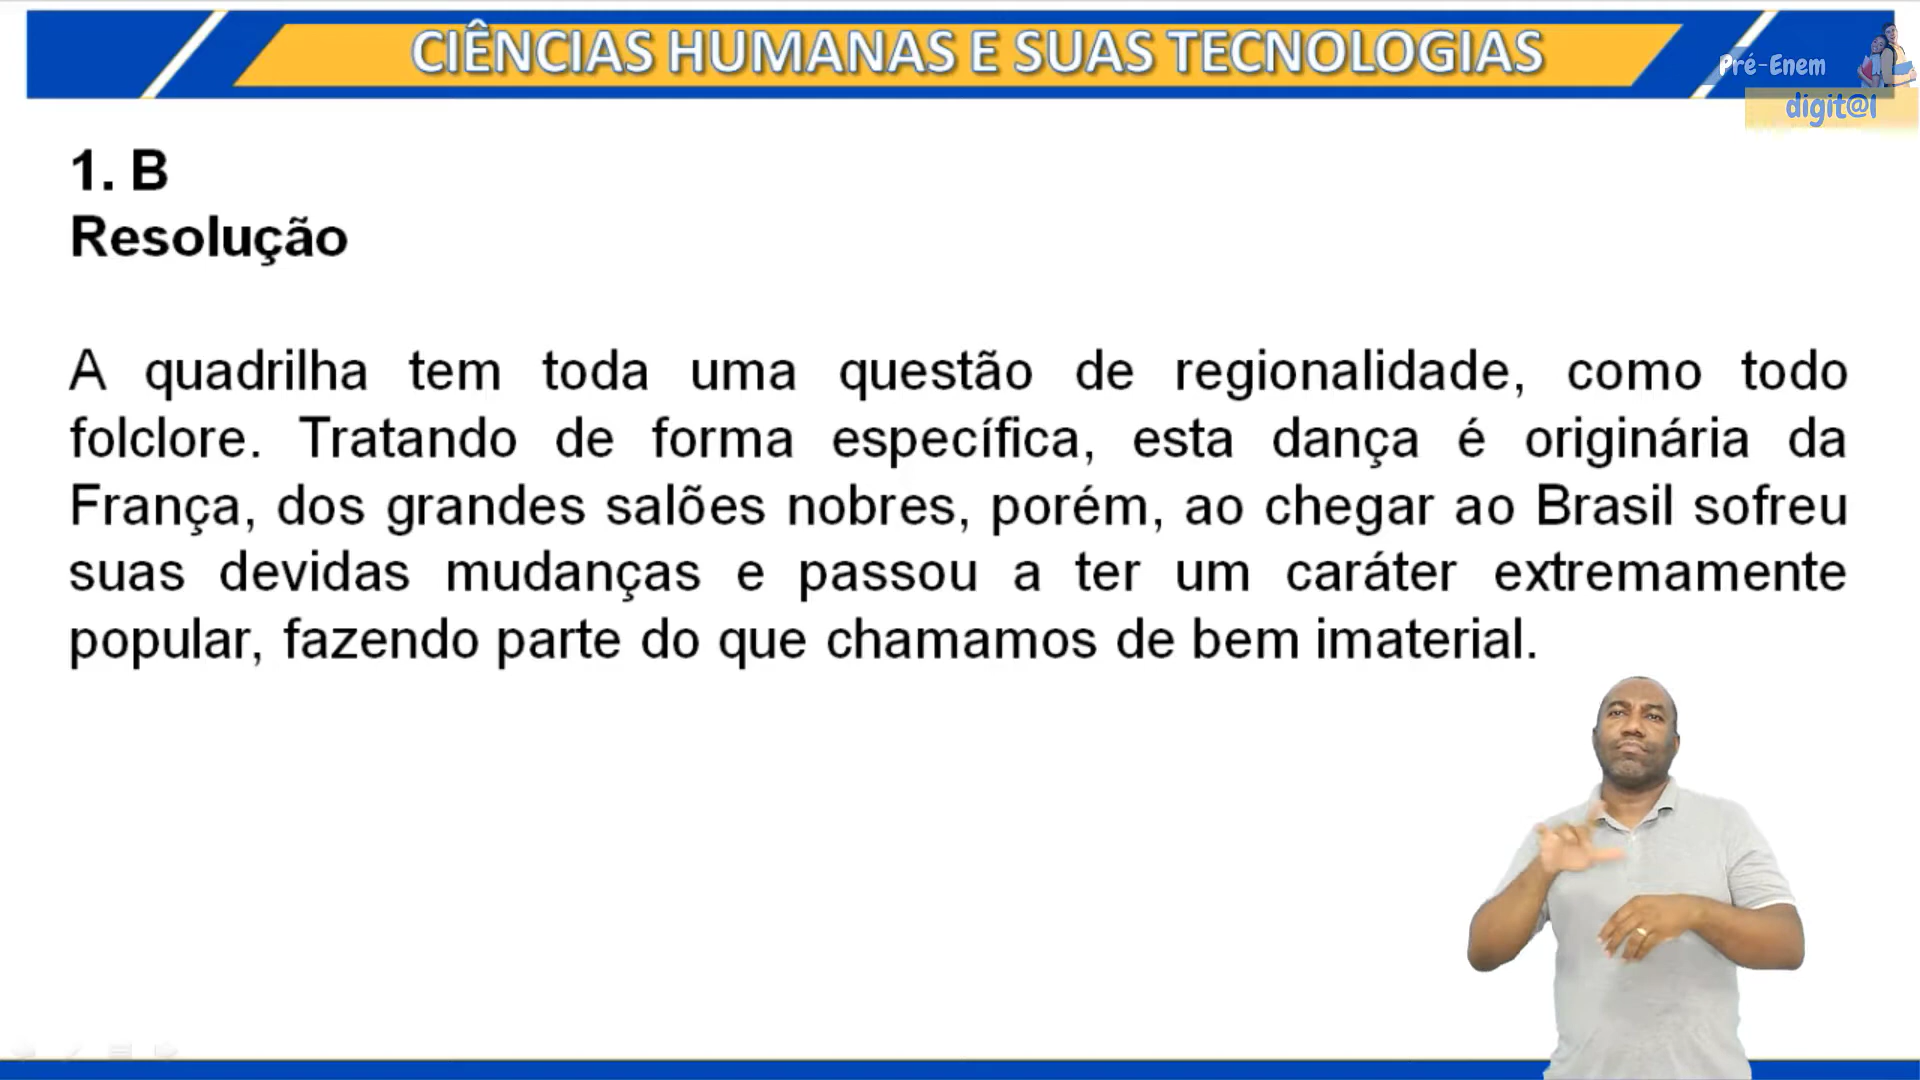 CIÊNCIAS HUMANAS E SUAS TECNOLOGIAS
Pré-Enem
digit@l
1. B
Resolução
A quadrilha tem toda uma questão de regionalidade, como todo
folclore. Tratando de forma específica, esta dança é originária da
França, dos grandes salões nobres, porém, ao chegar ao Brasil sofreu
suas devidas mudanças e passou a ter um caráter extremamente
popular, fazendo parte do que chamamos de bem imaterial.